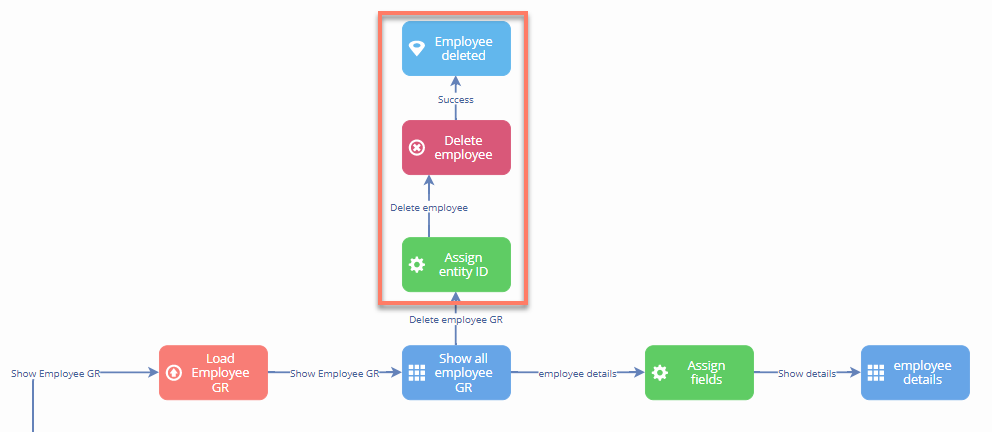 Employee
deleted
Success
Delete
employee
Delete employee
Assign
entity ID
Delete employee GR
Show Employee GR
Load
Employee
GR
Show Employee GR
Show all
employee
GR
employee details
Assign
fields
Show details
employee
details